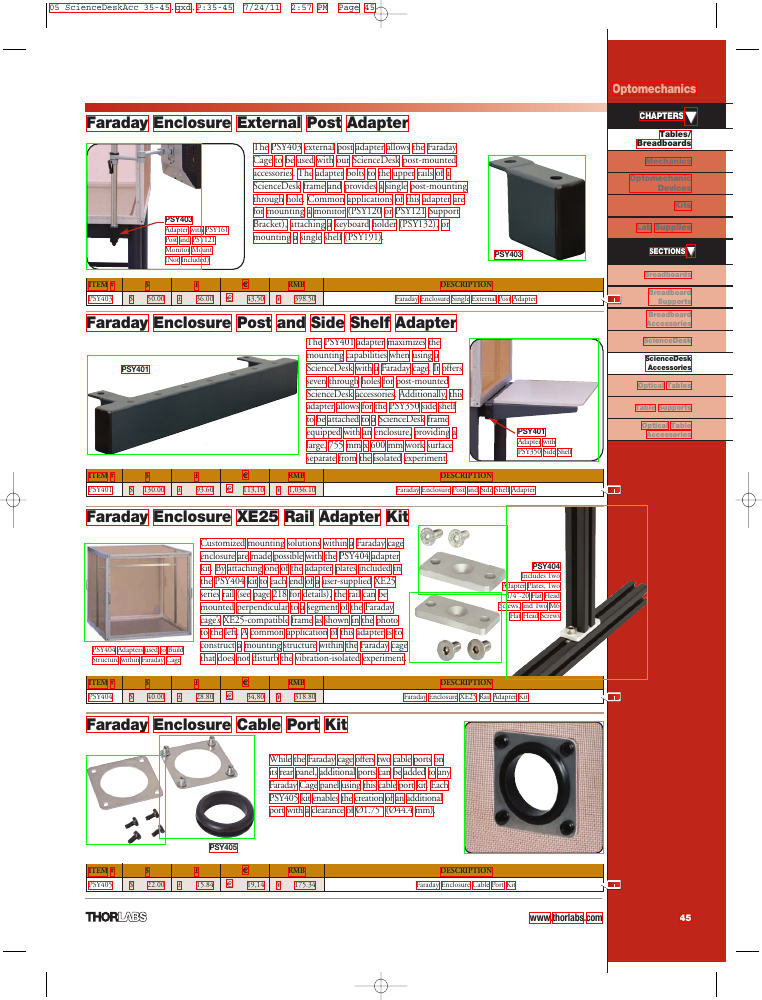 05 ScienceDeskAcc 35-45.qxd.P:35-45 7/24/11 2:57 PM Page 45
Optomechanics
CHAPTERS
Tables/
Breadboards
Mechanics
Optomechanic
Devices
Kits
Lab Supplies
SECTIONS
Breadboards
Breadboard
Supports
Breadboard
Accessories
ScienceDesk
ScienceDesk
Accessories
Optical Tables
Table Supports
Optical Table
Accessories
Faraday Enclosure External Post Adapter
PSY403
Adapter with PSY161
Post and PSY121
Monitor Mount
(Not Included)
The PSY403 external post adapter allows the Faraday
Cage to be used with our ScienceDesk post-mounted
accessories. The adapter bolts to the upper rails of a
ScienceDesk frame and provides a single post-mounting
through hole. Common applications of this adapter are
for mounting a monitor (PSY120 or PSY121 Support
Bracket), attaching a keyboard holder (PSY132), or
mounting a single shelf (PSY191).
PSY403
ITEM # $ £ € RMB DESCRIPTION
PSY403 $ 50.00 £ 36.00 € 43,50 ¥ 398.50 Faraday Enclosure Single External Post Adapter
Faraday Enclosure Post and Side Shelf Adapter
PSY401
The PSY401 adapter maximizes the
mounting capabilities when using a
ScienceDesk with a Faraday cage. It offers
seven through holes for post-mounted
ScienceDesk accessories. Additionally, this
adapter allows for the PSY350 side shelf
to be attached to a ScienceDesk frame
equipped with an enclosure, providing a
large, 755 mm x 600 mm work surface
separate from the isolated experiment.
PSY401
Adapter with
PSY350 Side Shelf
ITEM # $ £ € RMB DESCRIPTION
PSY401 $ 130.00 £ 93.60 € 113,10 ¥ 1,036.10 Faraday Enclosure Post and Side Shelf Adapter
Faraday Enclosure XE25 Rail Adapter Kit
PSY404 Adapters used to Build
Structure within Faraday Cage
Customized mounting solutions within a Faraday cage
enclosure are made possible with the PSY404 adapter
kit. By attaching one of the adapter plates included in
the PSY404 kit to each end of a user-supplied XE25
series rail (see page 218 for details), the rail can be
mounted perpendicular to a segment of the Faraday
cage's XE25-compatible frame as shown in the photo
to the left. A common application of this adapter is to
construct a mounting structure within the Faraday cage
that does not disturb the vibration-isolated experiment.
PSY404
Includes Two
Adapter Plates, Two
1/4"-20 Flat Head
Screws, and Two M6
Flat Head Screws
ITEM # $ £ € RMB DESCRIPTION
PSY404 $ 40.00 £ 28.80 € 34,80 ¥ 318.80 Faraday Enclosure XE25 Rail Adapter Kit
Faraday Enclosure Cable Port Kit
PSY405
While the Faraday cage offers two cable ports on
its rear panel, additional ports can be added to any
Faraday Cage panel using this cable port kit. Each
PSY405 kit enables the creation of an additional
port with a clearance of Ø1.75" (Ø44.4 mm).
ITEM # $ £ € RMB DESCRIPTION
PSY405 $ 22.00 £ 15.84 € 19,14 ¥ 175.34 Faraday Enclosure Cable Port Kit
THORLABS
www.thorlabs.com
45